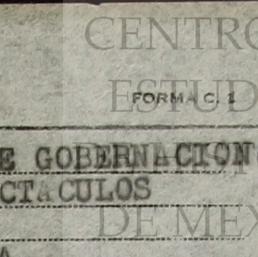 CENTRO
ESTUD
FORMA C. 1
E GOBERNACION
CTACULOS
DE MEX
A